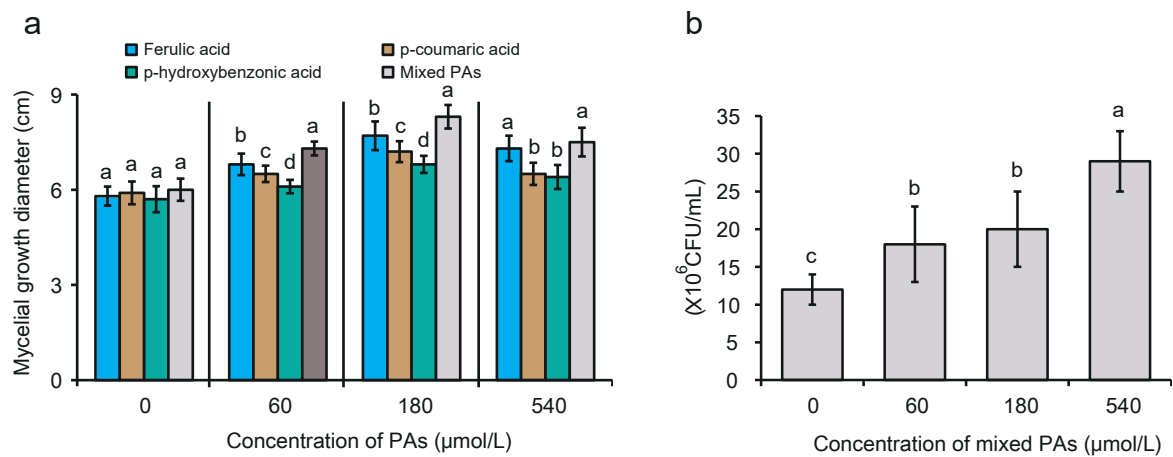 a
Ferulic acid
p-coumaric acid
p-hydroxybenzonic acid
Mixed PAs
Mycelial growth diameter (cm)
9
6
3
0
a a a a
b c d a
b c d a
a b b a
0 60 180 540
Concentration of PAs (μmol/L)
b
(X10⁶CFU/mL)
35
30
25
20
15
10
5
0
c b b a
0 60 180 540
Concentration of mixed PAs (μmol/L)